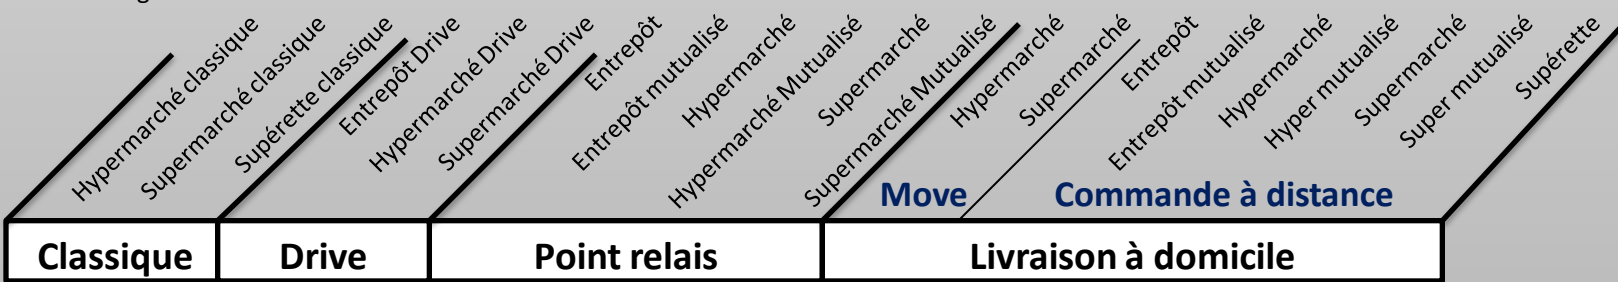 Hypermarché classique
Supermarché classique
Supérette classique
Entrepôt Drive
Hypermarché Drive
Supermarché Drive
Entrepôt
Entrepôt mutualisé
Hypermarché
Hypermarché Mutualisé
Supermarché
Supermarché Mutualisé
Hypermarché
Supermarché
Entrepôt
Entrepôt mutualisé
Hypermarché
Hyper mutualisé
Supermarché
Super mutualisé
Supérette
Move
Commande à distance
Classique
Drive
Point relais
Livraison à domicile